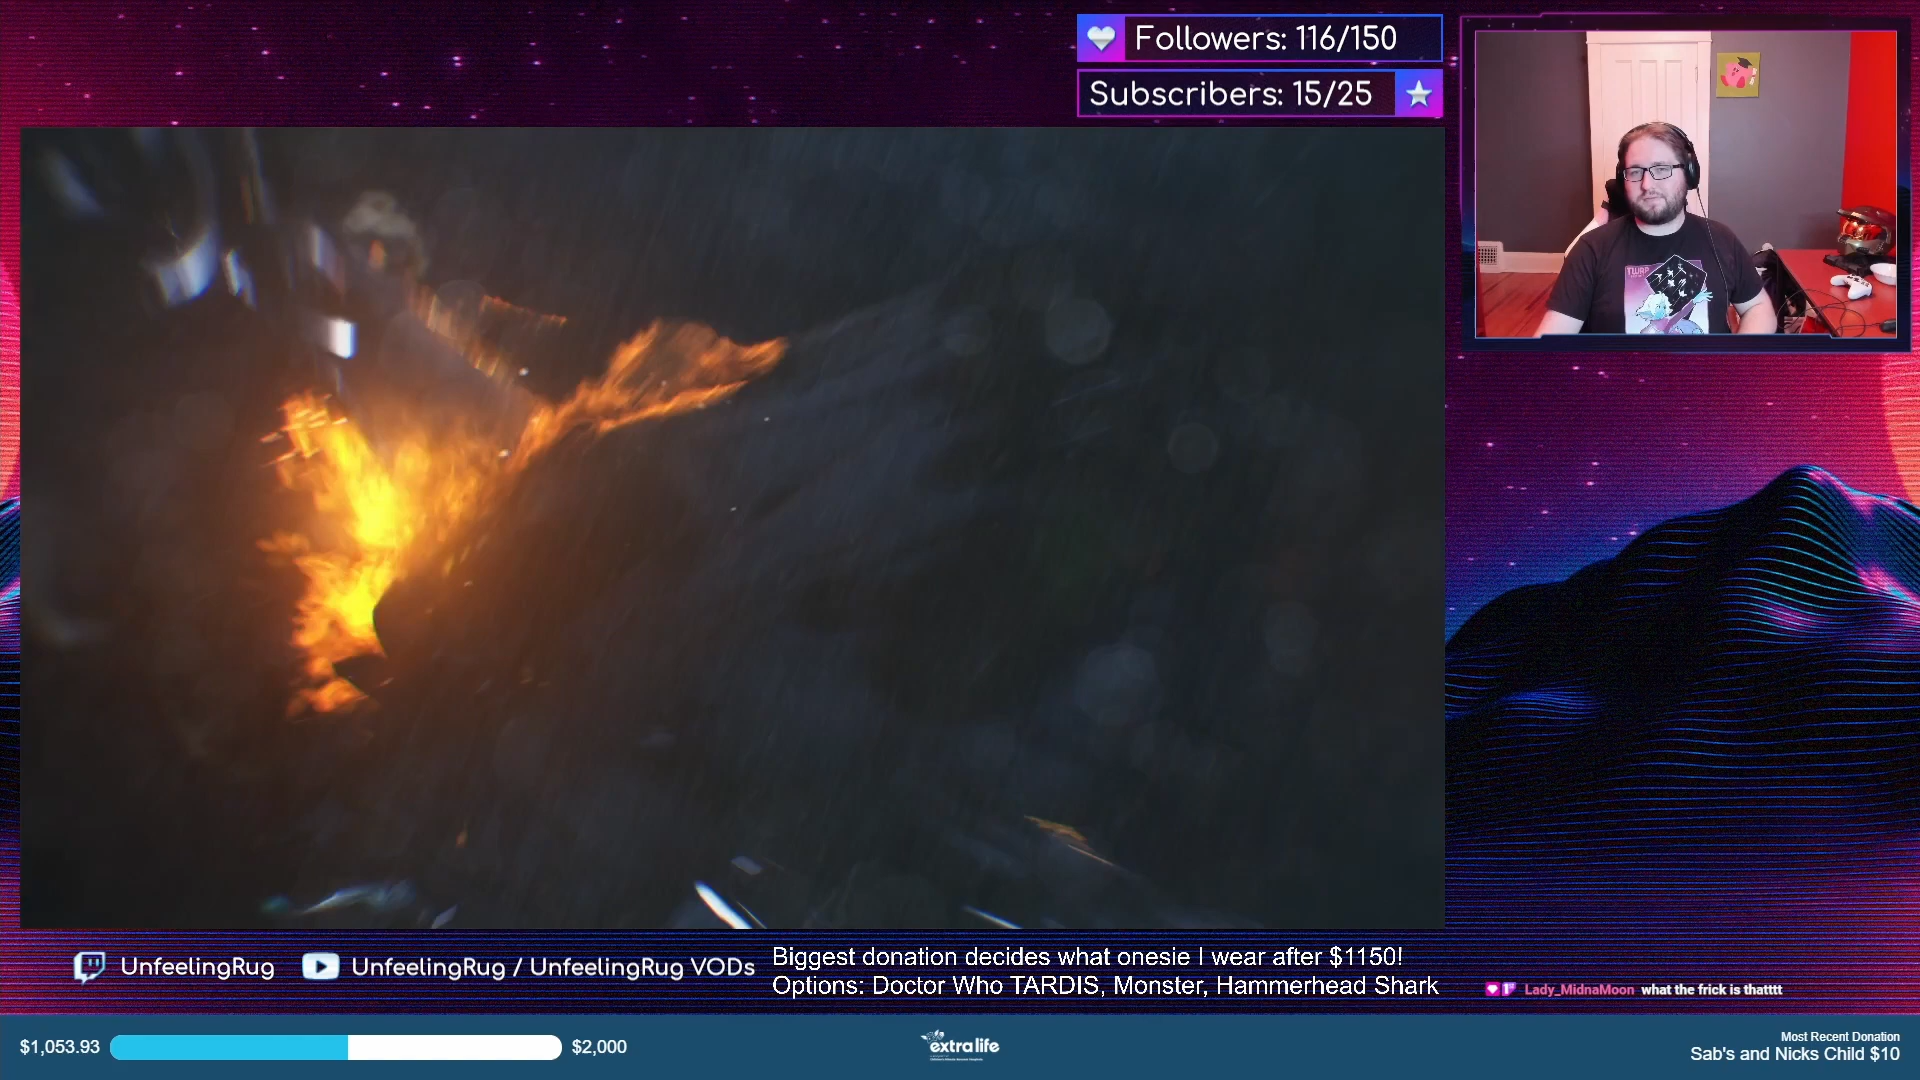 Followers: 116/150
Subscribers: 15/25
TWRP
UnfeelingRug
UnfeelingRug / UnfeelingRug VODs
Biggest donation decides what onesie I wear after $1150!
Options: Doctor Who TARDIS, Monster, Hammerhead Shark
Lady_MidnaMoon what the frick is thatttt
$1,053.93
$2,000
extralife
Most Recent Donation
Sab's and Nicks Child $10